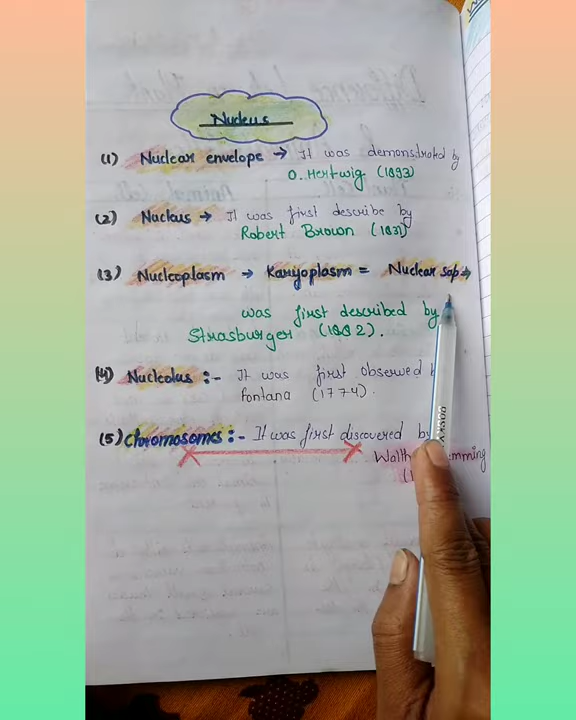 Nucleus
(1) Nuclear envelope → It was demonstrated by
O. Hertwig (1893)
(2) Nucleus → It was first describe by
Robert Brown (1831)
(3) Nucleoplasm → Karyoplasm = Nuclear sap →
was first described by
Strasburger (1882).
(4) Nucleolus :- It was first observed
Fontana (1774).
(5) Chromosomes :- It was first discovered by